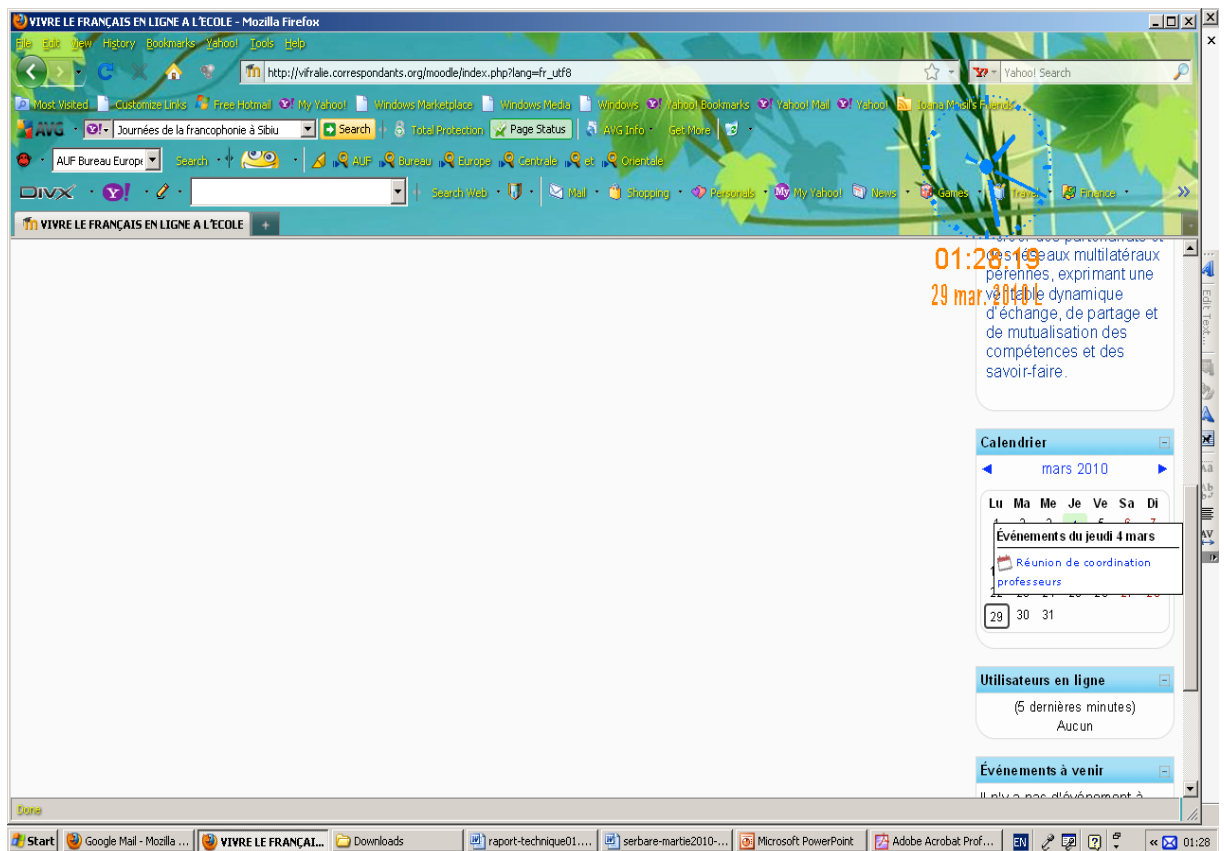 VIVRE LE FRANÇAIS EN LIGNE A L'ECOLE - Mozilla Firefox
File Edit View History Bookmarks Yahoo! Tools Help
http://vifralie.correspondants.org/moodle/index.php?lang=fr_utf8
Yahoo! Search
Most Visited Customize Links Free Hotmail My Yahoo! Windows Marketplace Windows Media Windows Yahoo! Bookmarks Yahoo! Mail Yahoo!
AVG Journées de la francophonie à Sibiu Search Total Protection Page Status AVG Info Get More
AUF Bureau Europe Search AUF Bureau Europe Centrale et Orientale
DIVX Search Web Mail Shopping Personals My Yahoo! News Games Travel Finance
VIVRE LE FRANÇAIS EN LIGNE A L'ECOLE
01:28:19
29 mar. 2010 L
des réseaux multilatéraux
pérennes, exprimant une
véritable dynamique
d'échange, de partage et
de mutualisation des
compétences et des
savoir-faire.
Calendrier
mars 2010
Lu Ma Me Je Ve Sa Di
Événements du jeudi 4 mars
Réunion de coordination
professeurs
29 30 31
Utilisateurs en ligne
(5 dernières minutes)
Aucun
Événements à venir
Il n'y a pas d'événement à
Done
Edit Text...
Start Google Mail - Mozilla ... VIVRE LE FRANÇAI... Downloads raport-technique01.... serbare-martie2010-... Microsoft PowerPoint Adobe Acrobat Prof... EN 01:28